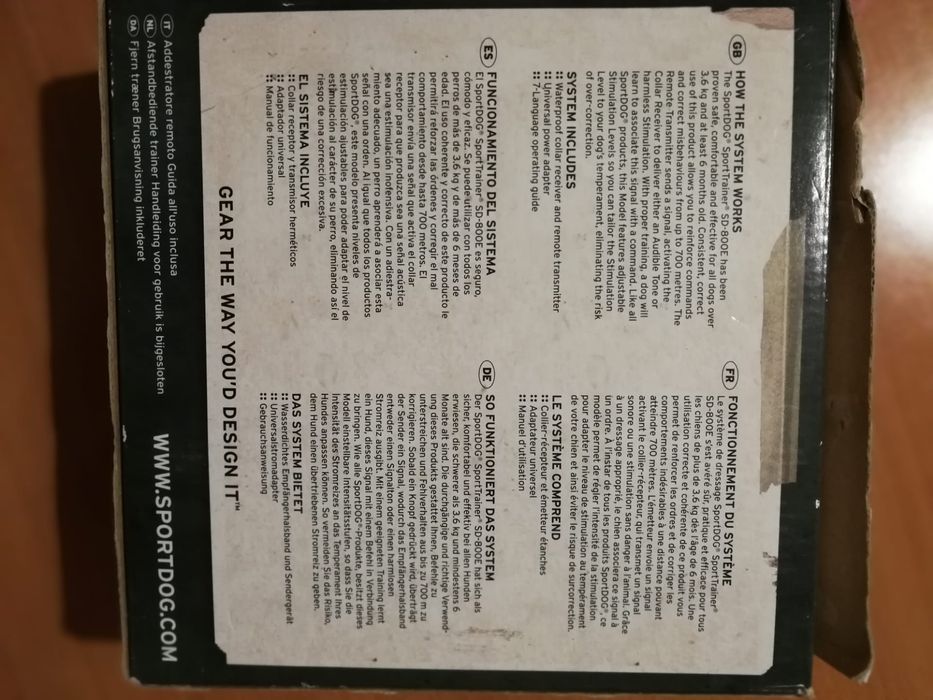 GB HOW THE SYSTEM WORKS
The SportDOG® SportTrainer® SD-800E has been
proven safe, comfortable and effective for all dogs over
3.6 kg and at least 6 months old. Consistent, correct
use of this product allows you to reinforce commands
and correct misbehaviours from up to 700 metres. The
Remote Transmitter sends a signal, activating the
Collar Receiver to deliver either an Audible Tone or
harmless Stimulation. With proper training, a dog will
learn to associate this signal with a command. Like all
SportDOG® products, this Model features adjustable
Stimulation Levels so you can tailor the Stimulation
Level to your dog's temperament, eliminating the risk
of over-correction.
SYSTEM INCLUDES
:: Waterproof collar receiver and remote transmitter
:: Universal power adapter
:: 7-Language operating guide
FR FONCTIONNEMENT DU SYSTÈME
Le système de dressage SportDOG® SportTrainer®
SD-800E s'est avéré sûr, pratique et efficace pour tous
les chiens de plus de 3.6 kg dès l'âge de 6 mois. Une
utilisation correcte et cohérente de ce produit vous
permet de renforcer les ordres et de corriger les
comportements indésirables à une distance pouvant
atteindre 700 mètres. L'émetteur envoie un signal
activant le collier-récepteur, qui transmet un signal
sonore ou une stimulation sans danger à l'animal. Grâce
à un dressage approprié, le chien associera ce signal à
un ordre. À l'instar de tous les produits SportDOG®, ce
modèle permet de régler l'intensité de la stimulation
pour adapter le niveau de stimulation au tempérament
de votre chien et ainsi éviter le risque de surcorrection.
LE SYSTÈME COMPREND
:: Collier-récepteur et émetteur étanches
:: Adaptateur universel
:: Manuel d'utilisation
ES FUNCIONAMIENTO DEL SISTEMA
El SportDOG® SportTrainer® SD-800E es seguro,
cómodo y eficaz. Se puede utilizar con todos los
perros de más de 3.6 kg y de más de 6 meses de
edad. El uso coherente y correcto de este producto le
permitirá reforzar las órdenes y corregir el mal
comportamiento desde hasta 700 metros. El
transmisor envía una señal que activa el collar
receptor para que produzca sea una señal acústica
sea una estimulación inofensiva. Con un adiestra-
miento adecuado, un perro aprenderá a asociar esta
señal con una orden. Al igual que todos los productos
SportDOG®, este modelo presenta niveles de
estimulación ajustables para poder adaptar el nivel de
estimulación al carácter de su perro, eliminando así el
riesgo de una corrección excesiva.
EL SISTEMA INCLUYE
:: Collar receptor y transmisor herméticos
:: Adaptador universal
:: Manual de funcionamiento
DE SO FUNKTIONIERT DAS SYSTEM
Der SportDOG® SportTrainer® SD-800E hat sich als
sicher, komfortabel und effektiv bei allen Hunden
erwiesen, die schwerer als 3.6 kg und mindestens 6
Monate alt sind. Die durchgängige und richtige Verwend-
ung dieses Produkts gestattet Ihnen, Befehle zu
unterstreichen und Fehlverhalten aus bis zu 700 m zu
korrigieren. Sobald ein Knopf gedrückt wird, überträgt
der Sender ein Signal, wodurch das Empfängerhalsband
entweder einen Signalton oder einen harmlosen
Stromreiz ausgibt. Mit einem geeigneten Training lernt
ein Hund, dieses Signal mit einem Befehl in Verbindung
zu bringen. Wie alle SportDOG®-Produkte, besitzt dieses
Modell einstellbare Intensitätsstufen, so dass Sie die
Intensität des Stromreizes an das Temperament Ihres
Hundes anpassen können. So vermeiden Sie das Risiko,
dem Hund einen übertriebenen Stromreiz zu geben.
DAS SYSTEM BIETET
:: Wasserdichtes Empfängerhalsband und Sendergerät
:: Universalstromadapter
:: Gebrauchsanweisung
GEAR THE WAY YOU'D DESIGN IT™
IT Addestratore remoto Guida all'uso inclusa
NL Afstandbediende trainer Handleiding voor gebruik is bijgesloten
DA Fjern træner Brugsanvisning inkluderet
WWW.SPORTDOG.COM